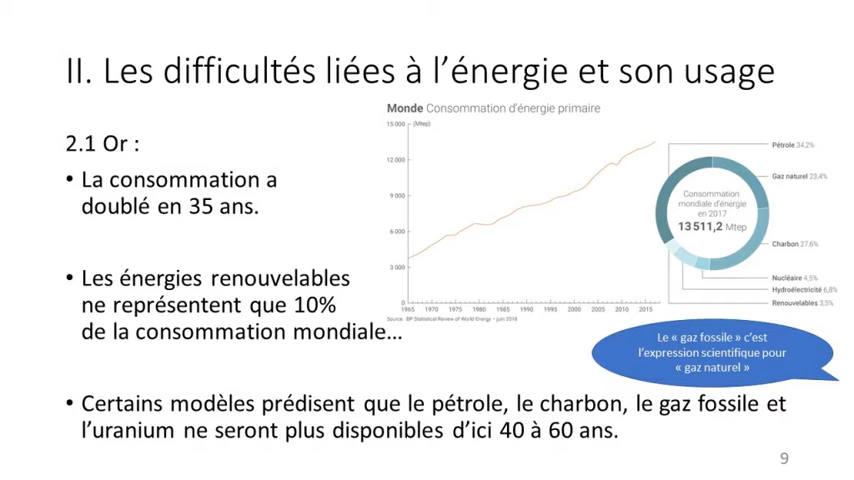 II. Les difficultés liées à l'énergie et son usage
2.1 Or :
• La consommation a
doublé en 35 ans.
• Les énergies renouvelables
ne représentent que 10%
de la consommation mondiale...
Monde Consommation d'énergie primaire
15 000 (Mtep)
12 000
9 000
6 000
3 000
0
1965 1970 1975 1980 1985 1990 1995 2000 2005 2010 2015
Source : BP Statistical Review of World Energy – juin 2018
Consommation
mondiale d'énergie
en 2017
13 511,2 Mtep
Pétrole 34,2%
Gaz naturel 23,4%
Charbon 27,6%
Nucléaire 4,5%
Hydroélectricité 6,8%
Renouvelables 3,5%
Le « gaz fossile » c'est
l'expression scientifique pour
« gaz naturel »
• Certains modèles prédisent que le pétrole, le charbon, le gaz fossile et
l'uranium ne seront plus disponibles d'ici 40 à 60 ans.
9